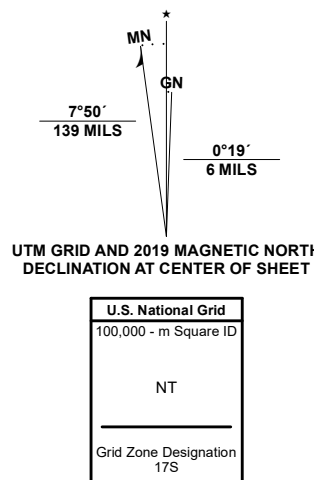 ★
MN
GN
7°50´
139 MILS
0°19´
6 MILS
UTM GRID AND 2019 MAGNETIC NORTH
DECLINATION AT CENTER OF SHEET
U.S. National Grid
100,000 - m Square ID
NT
Grid Zone Designation
17S